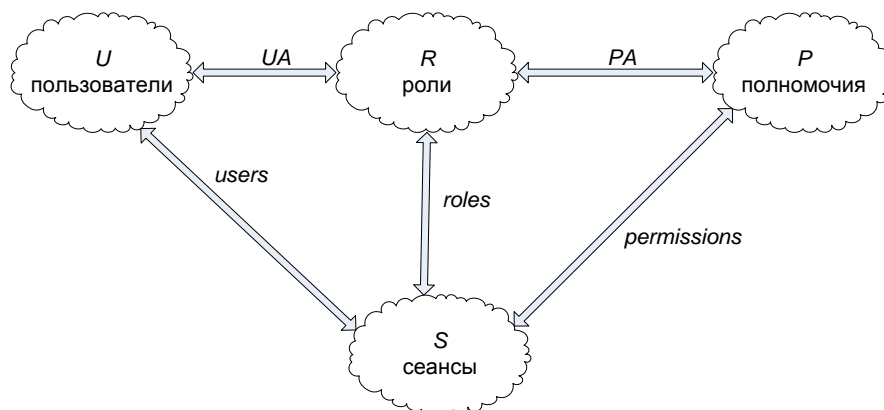 U
пользователи
UA
R
роли
PA
P
полномочия
users
roles
permissions
S
сеансы